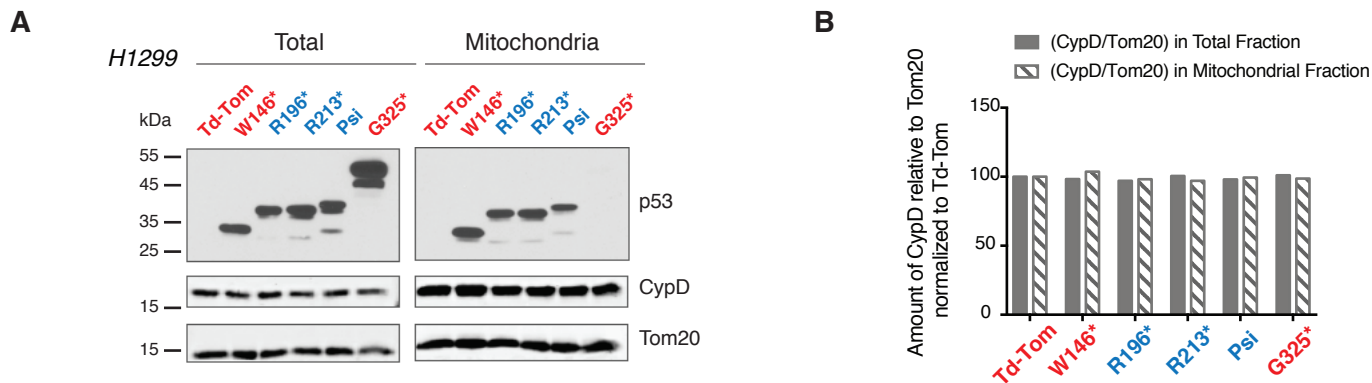 A
H1299
Total
Mitochondria
Td-Tom W146* R196* R213* Psi G325*
Td-Tom W146* R196* R213* Psi G325*
kDa
55
45
35
25
p53
15
CypD
15
Tom20
B
(CypD/Tom20) in Total Fraction
(CypD/Tom20) in Mitochondrial Fraction
Amount of CypD relative to Tom20
normalized to Td-Tom
150
100
50
0
Td-Tom W146* R196* R213* Psi G325*